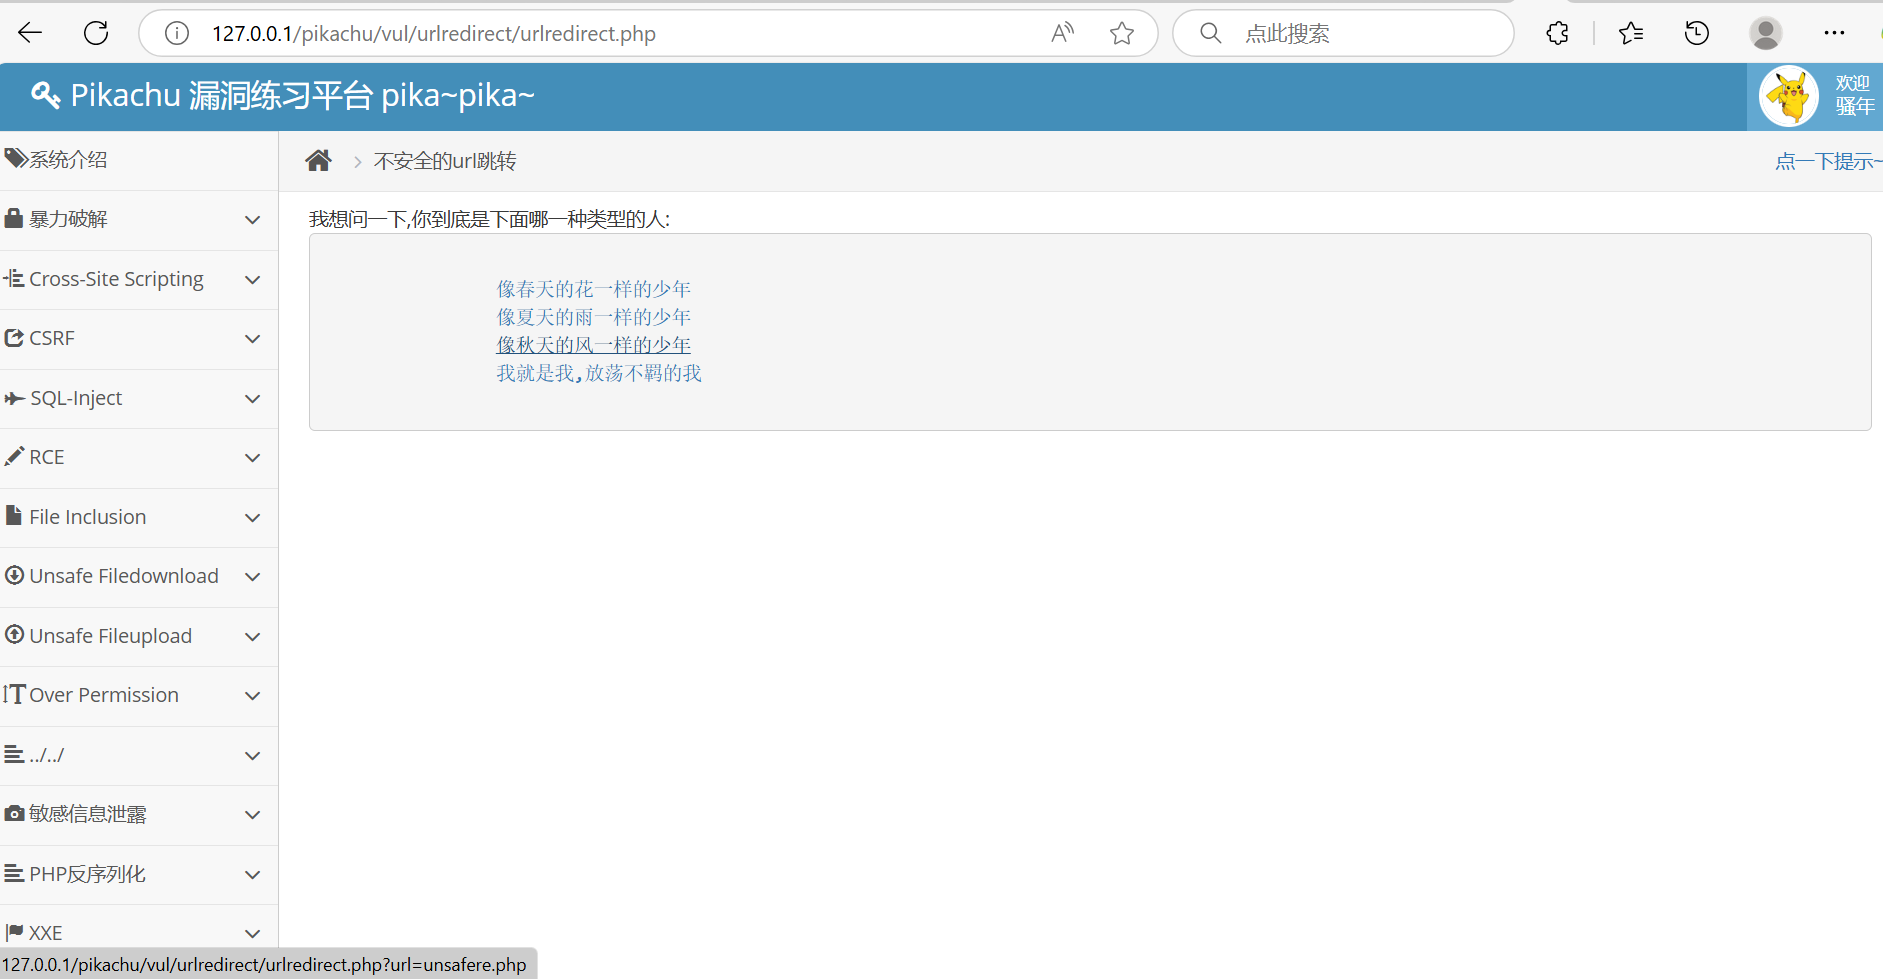 127.0.0.1/pikachu/vul/urlredirect/urlredirect.php
点此搜索
Pikachu 漏洞练习平台 pika~pika~
欢迎
骚年
系统介绍
暴力破解
Cross-Site Scripting
CSRF
SQL-Inject
RCE
File Inclusion
Unsafe Filedownload
Unsafe Fileupload
Over Permission
../../
敏感信息泄露
PHP反序列化
XXE
不安全的url跳转
点一下提示~
我想问一下,你到底是下面哪一种类型的人:
像春天的花一样的少年
像夏天的雨一样的少年
像秋天的风一样的少年
我就是我,放荡不羁的我
127.0.0.1/pikachu/vul/urlredirect/urlredirect.php?url=unsafere.php